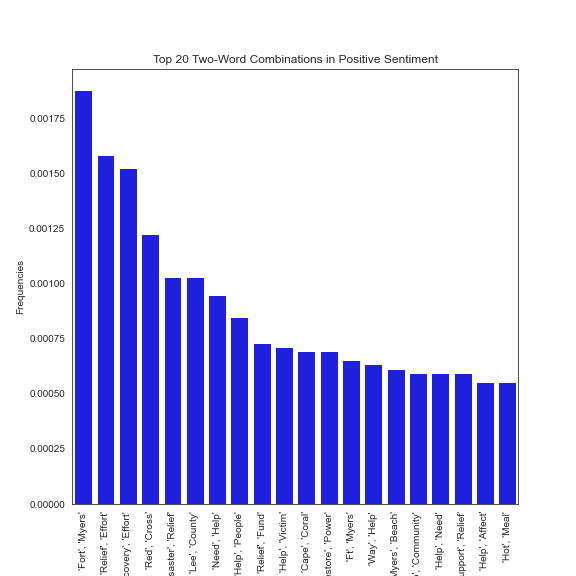 Top 20 Two-Word Combinations in Positive Sentiment
Frequencies
0.00175
0.00150
0.00125
0.00100
0.00075
0.00050
0.00025
0.00000
'Fort', 'Myers'
'Relief', 'Effort'
covery', 'Effort'
'Red', 'Cross'
saster', 'Relief'
'Lee', 'County'
'Need', 'Help'
'Help', 'People'
'Relief', 'Fund'
'Help', 'Victim'
'Cape', 'Coral'
store', 'Power'
'Ft', 'Myers'
'Way', 'Help'
Myers', 'Beach'
', 'Community'
'Help', 'Need'
upport', 'Relief'
'Help', 'Affect'
'Hot', 'Meal'